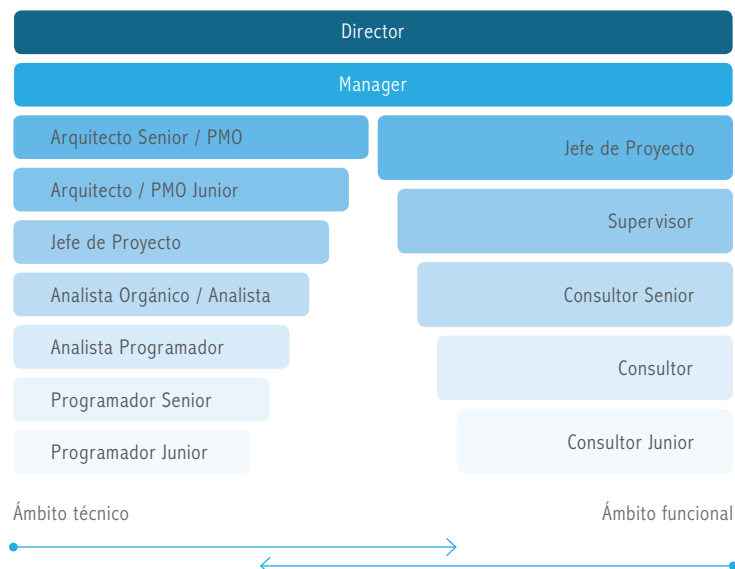 Director
Manager
Arquitecto Senior / PMO
Arquitecto / PMO Junior
Jefe de Proyecto
Analista Orgánico / Analista
Analista Programador
Programador Senior
Programador Junior
Jefe de Proyecto
Supervisor
Consultor Senior
Consultor
Consultor Junior
Ámbito técnico
Ámbito funcional